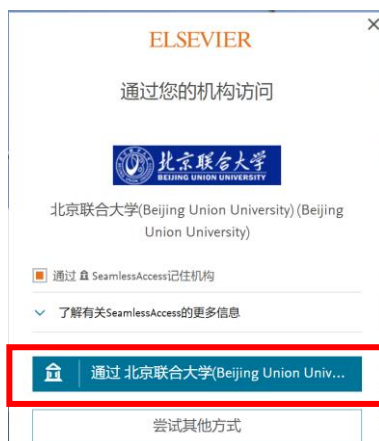 ELSEVIER
通过您的机构访问
北京联合大学
BEIJING UNION UNIVERSITY
北京联合大学(Beijing Union University) (Beijing
Union University)
通过 SeamlessAccess记住机构
了解有关SeamlessAccess的更多信息
通过 北京联合大学(Beijing Union Univ...
尝试其他方式